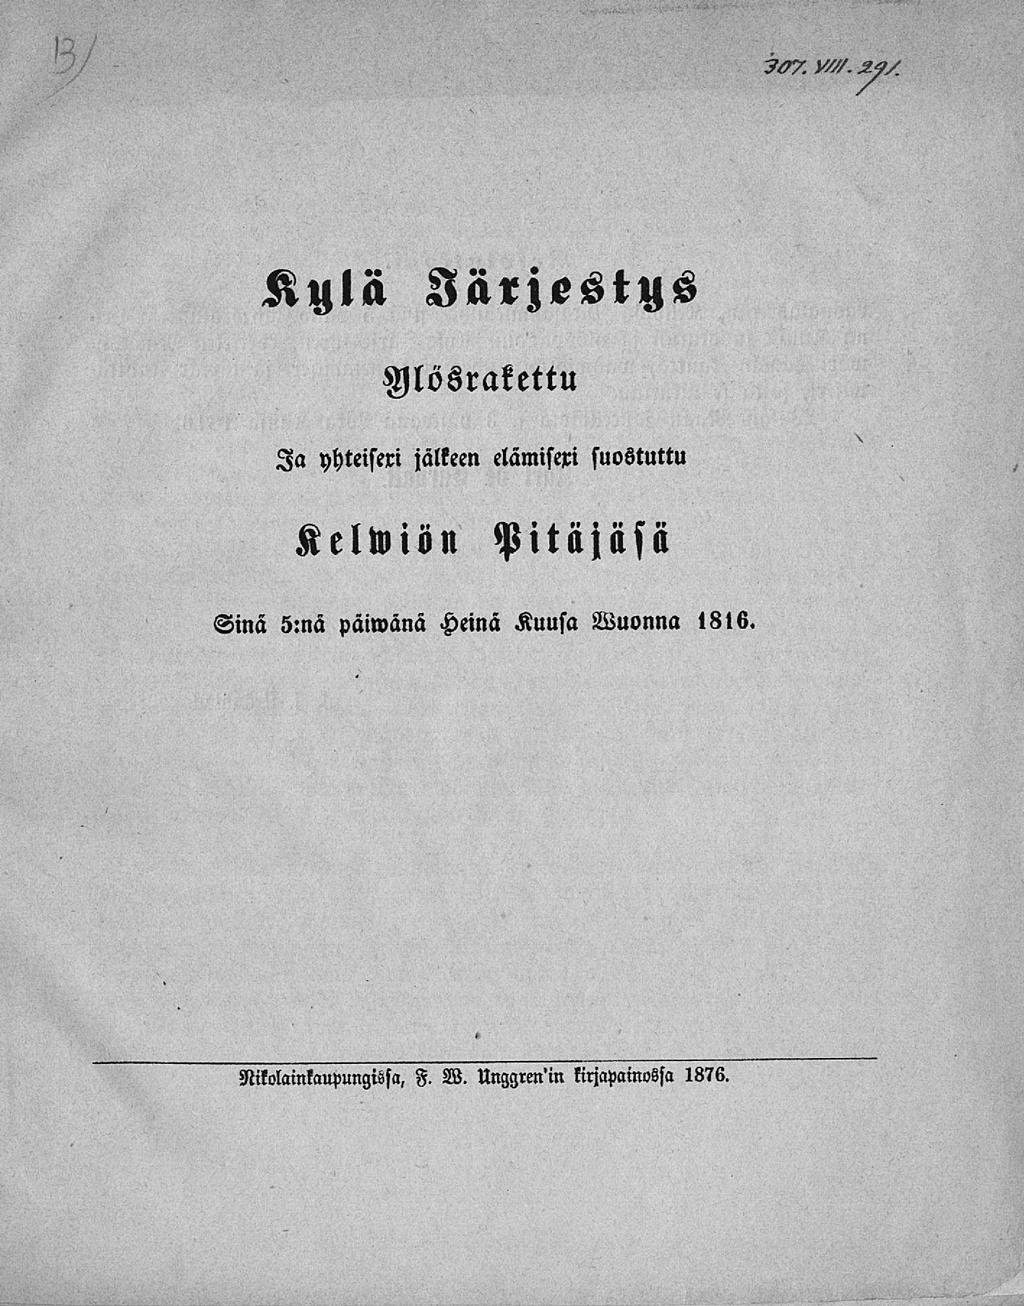 13/
307. VIII. 291.
Kylä Järjestys
Ylösrakettu
Ja yhteisexi jälkeen elämisexi suostuttu
Kelwiön Pitäjäsä
Sinä 5:nä päiwänä Heinä Kuusa Wuonna 1816.
Nikolainkaupungissa, F. W. Unggren'in kirjapainossa 1876.